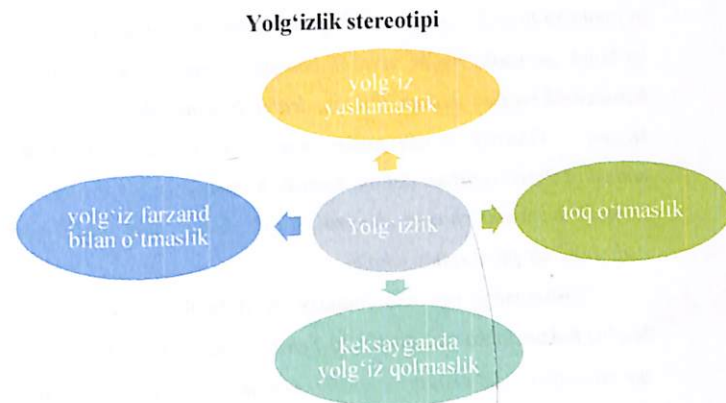 Yolg‘izlik stereotipi
yolg‘iz
yashamaslik
yolg‘iz farzand
bilan o‘tmaslik
Yolg‘izlik
toq o‘tmaslik
keksayganda
yolg‘iz qolmaslik